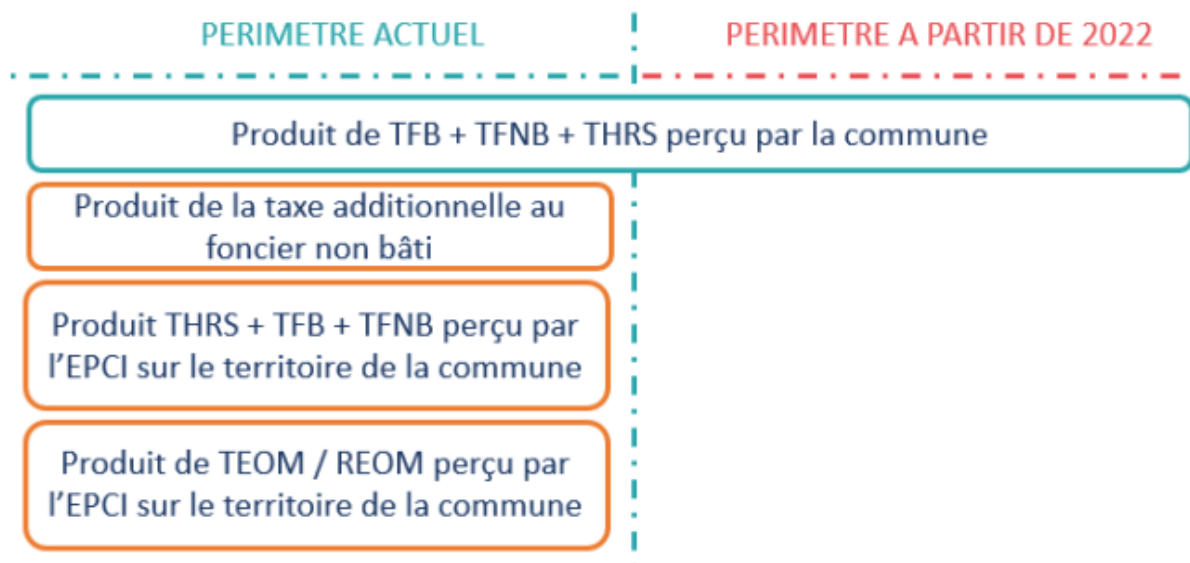 PERIMETRE ACTUEL
PERIMETRE A PARTIR DE 2022
Produit de TFB + TFNB + THRS perçu par la commune
Produit de la taxe additionnelle au
foncier non bâti
Produit THRS + TFB + TFNB perçu par
l’EPCI sur le territoire de la commune
Produit de TEOM / REOM perçu par
l’EPCI sur le territoire de la commune